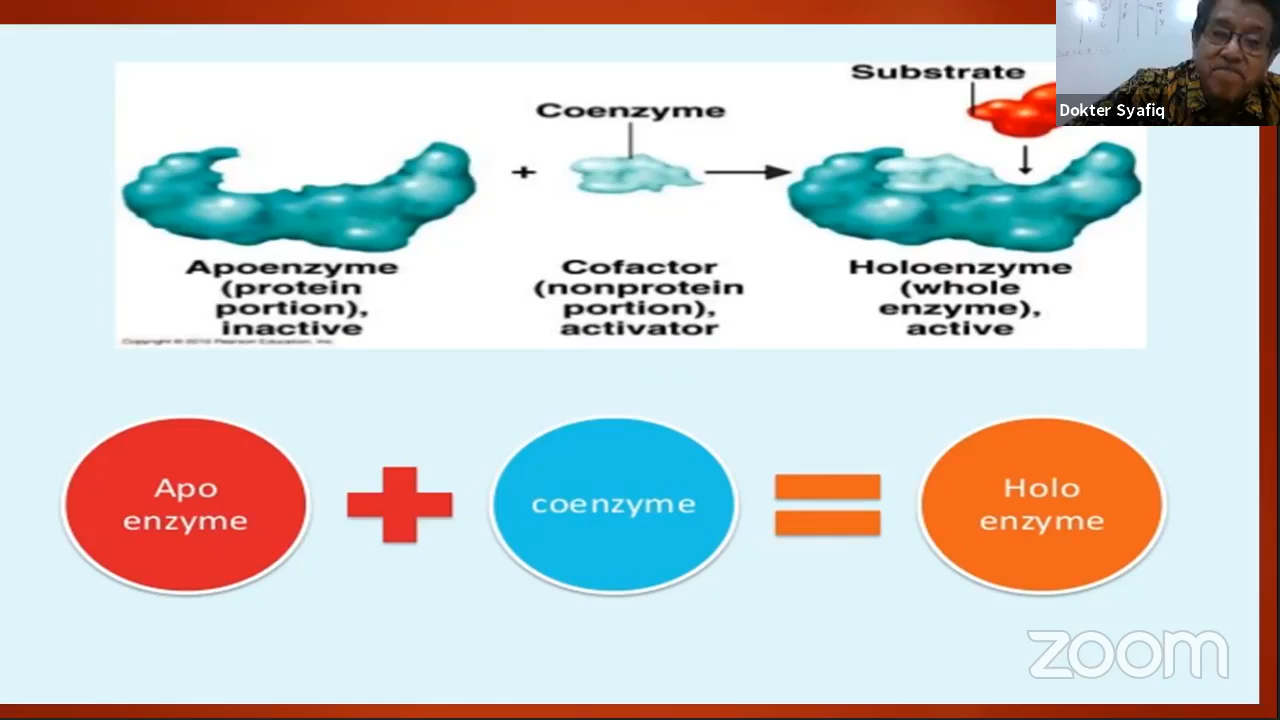 Substrate
Dokter Syafiq
Coenzyme
+
Apoenzyme
(protein
portion),
inactive
Cofactor
(nonprotein
portion),
activator
Holoenzyme
(whole
enzyme),
active
Copyright © 2010 Pearson Education, Inc.
Apo
enzyme
coenzyme
Holo
enzyme
zoom